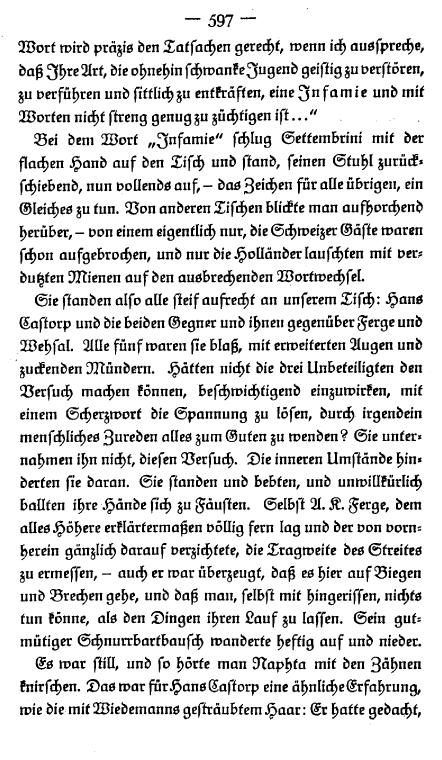 — 597 —
Wort wird präzis den Tatsachen gerecht, wenn ich ausspreche,
daß Ihre Art, die ohnehin schwanke Jugend geistig zu verstören,
zu verführen und sittlich zu entkräften, eine Infamie und mit
Worten nicht streng genug zu züchtigen ist ...“
Bei dem Wort „Infamie“ schlug Settembrini mit der
flachen Hand auf den Tisch und stand, seinen Stuhl zurück-
schiebend, nun vollends auf, – das Zeichen für alle übrigen, ein
Gleiches zu tun. Von anderen Tischen blickte man aufhorchend
herüber, – von einem eigentlich nur, die Schweizer Gäste waren
schon aufgebrochen, und nur die Holländer lauschten mit ver-
dutzten Mienen auf den ausbrechenden Wortwechsel.
Sie standen also alle steif aufrecht an unserem Tisch: Hans
Castorp und die beiden Gegner und ihnen gegenüber Ferge und
Wehsal. Alle fünf waren sie blaß, mit erweiterten Augen und
zuckenden Mündern. Hätten nicht die drei Unbeteiligten den
Versuch machen können, beschwichtigend einzuwirken, mit
einem Scherzwort die Spannung zu lösen, durch irgendein
menschliches Zureden alles zum Guten zu wenden? Sie unter-
nahmen ihn nicht, diesen Versuch. Die inneren Umstände hin-
derten sie daran. Sie standen und bebten, und unwillkürlich
ballten ihre Hände sich zu Fäusten. Selbst A. K. Ferge, dem
alles Höhere erklärtermaßen völlig fern lag und der von vorn-
herein gänzlich darauf verzichtete, die Tragweite des Streites
zu ermessen, – auch er war überzeugt, daß es hier auf Biegen
und Brechen gehe, und daß man, selbst mit hingerissen, nichts
tun könne, als den Dingen ihren Lauf zu lassen. Sein gut-
mütiger Schnurrbartbausch wanderte heftig auf und nieder.
Es war still, und so hörte man Naphta mit den Zähnen
knirschen. Das war für Hans Castorp eine ähnliche Erfahrung,
wie die mit Wiedemanns gesträubtem Haar: Er hatte gedacht,